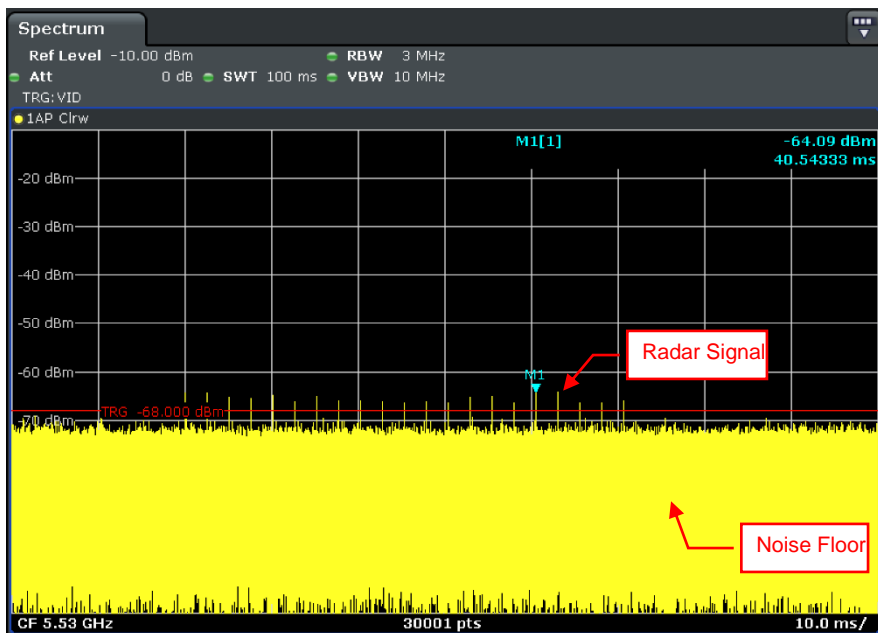 Spectrum
Ref Level -10.00 dBm RBW 3 MHz
Att 0 dB SWT 100 ms VBW 10 MHz
TRG:VID
1AP Clrw
M1[1] -64.09 dBm
40.54333 ms
-20 dBm
-30 dBm
-40 dBm
-50 dBm
Radar Signal
-60 dBm
M1
TRG -68.000 dBm
-70 dBm
Noise Floor
CF 5.53 GHz 30001 pts 10.0 ms/